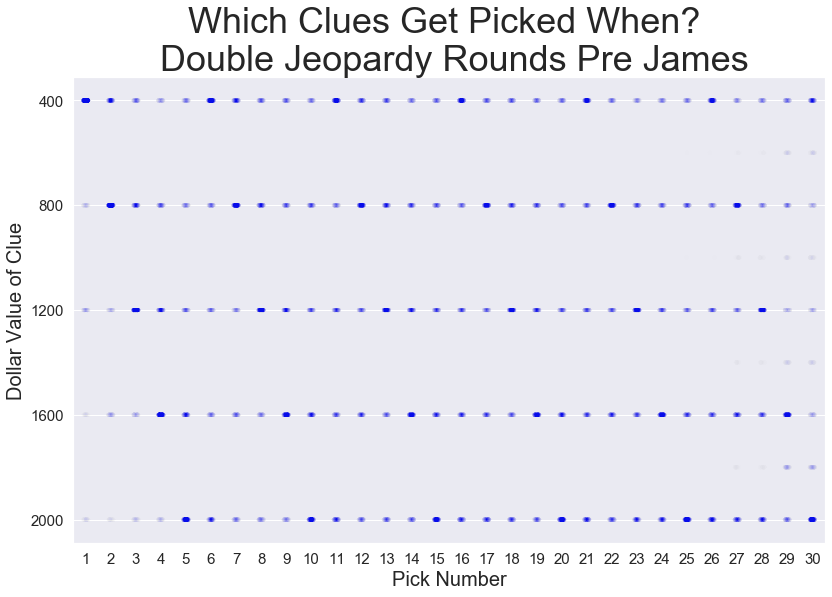 Which Clues Get Picked When?
Double Jeopardy Rounds Pre James
400
800
1200
1600
2000
Dollar Value of Clue
1 2 3 4 5 6 7 8 9 10 11 12 13 14 15 16 17 18 19 20 21 22 23 24 25 26 27 28 29 30
Pick Number